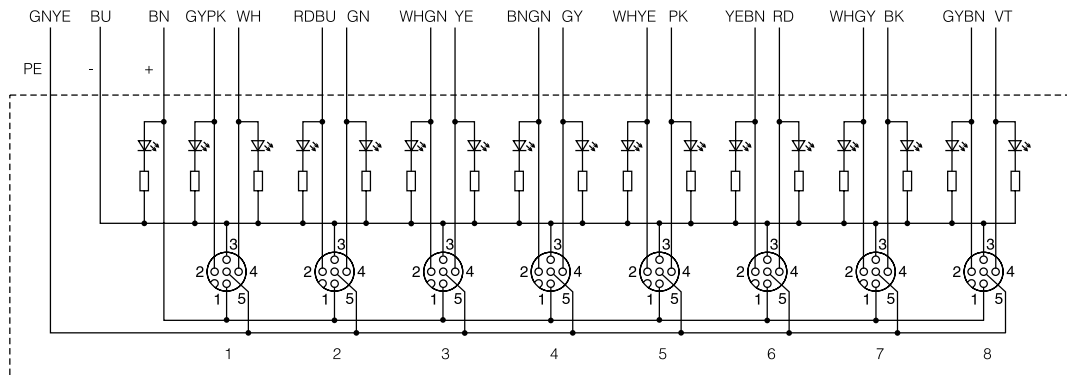 GNYE BU BN GYPK WH RDBU GN WHGN YE BNGN GY WHYE PK YEBN RD WHGY BK GYBN VT
PE - +
3 3 3 3 3 3 3 3
2 4 2 4 2 4 2 4 2 4 2 4 2 4 2 4
1 5 1 5 1 5 1 5 1 5 1 5 1 5 1 5
1 2 3 4 5 6 7 8